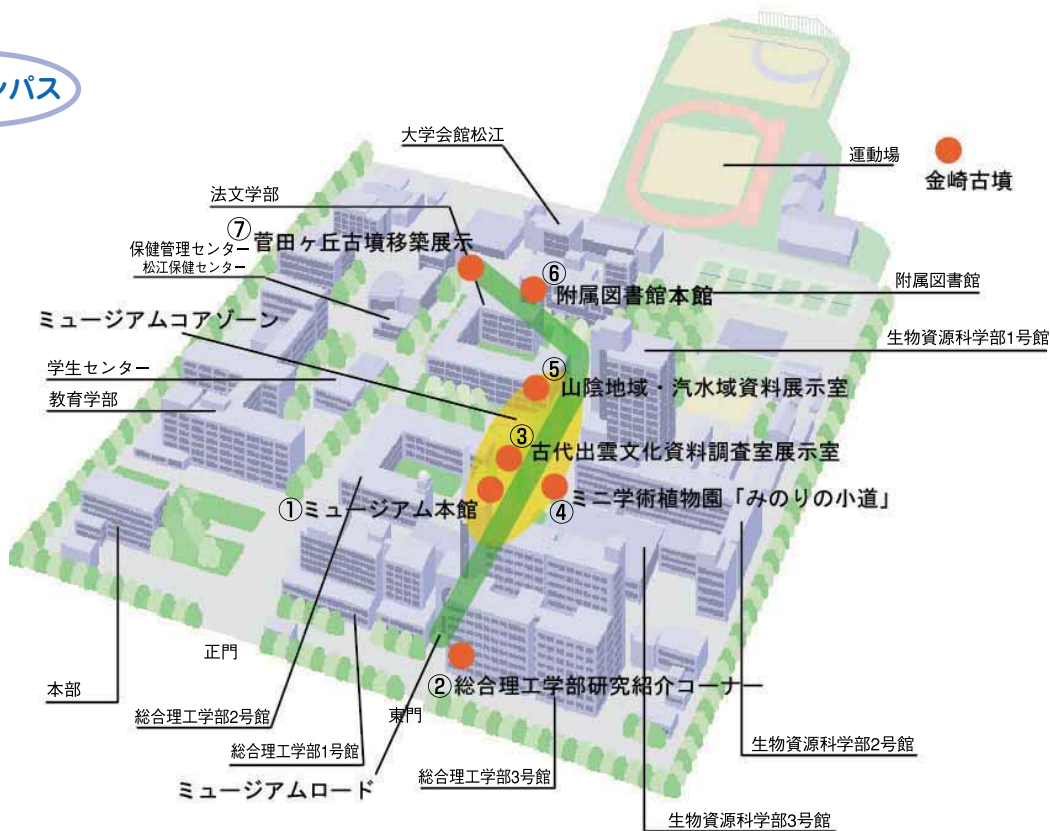 ンパス
大学会館松江
運動場
金崎古墳
法文学部
⑦菅田ヶ丘古墳移築展示
保健管理センター
松江保健センター
⑥附属図書館本館
附属図書館
ミュージアムコアゾーン
生物資源科学部1号館
学生センター
⑤山陰地域・汽水域資料展示室
教育学部
③古代出雲文化資料調査室展示室
①ミュージアム本館
④ミニ学術植物園「みのりの小道」
正門
②総合理工学部研究紹介コーナー
本部
総合理工学部2号館
東門
総合理工学部1号館
生物資源科学部2号館
総合理工学部3号館
ミュージアムロード
生物資源科学部3号館